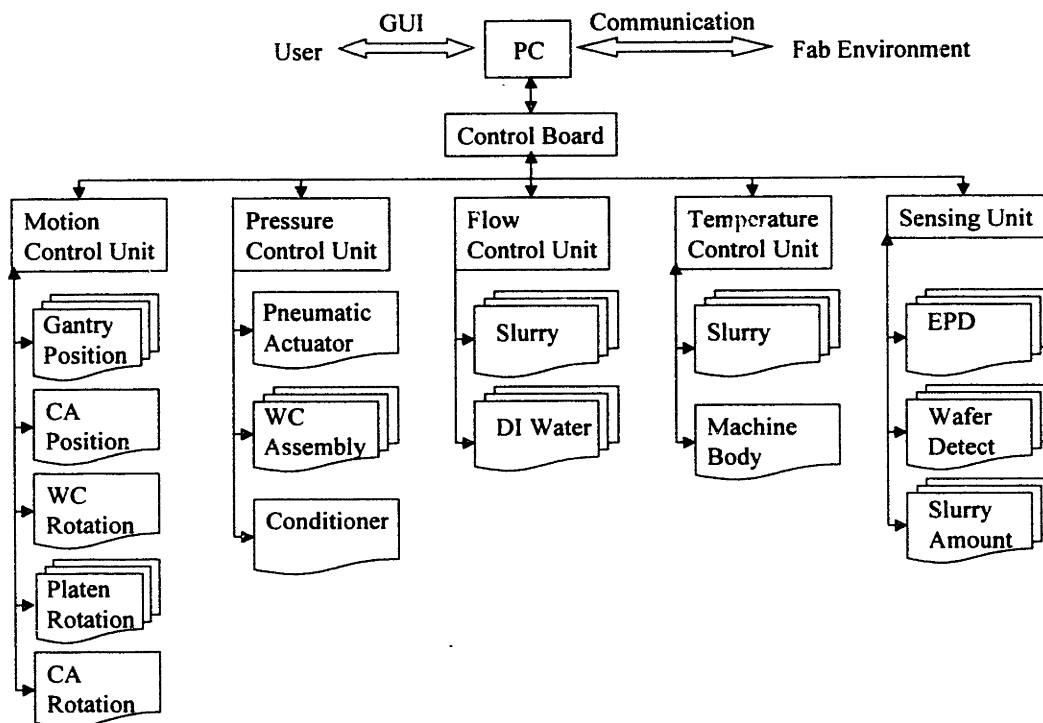 GUI
Communication
User
PC
Fab Environment
Control Board
Motion
Control Unit
Pressure
Control Unit
Flow
Control Unit
Temperature
Control Unit
Sensing Unit
Gantry
Position
CA
Position
WC
Rotation
Platen
Rotation
CA
Rotation
Pneumatic
Actuator
WC
Assembly
Conditioner
Slurry
DI Water
Slurry
Machine
Body
EPD
Wafer
Detect
Slurry
Amount